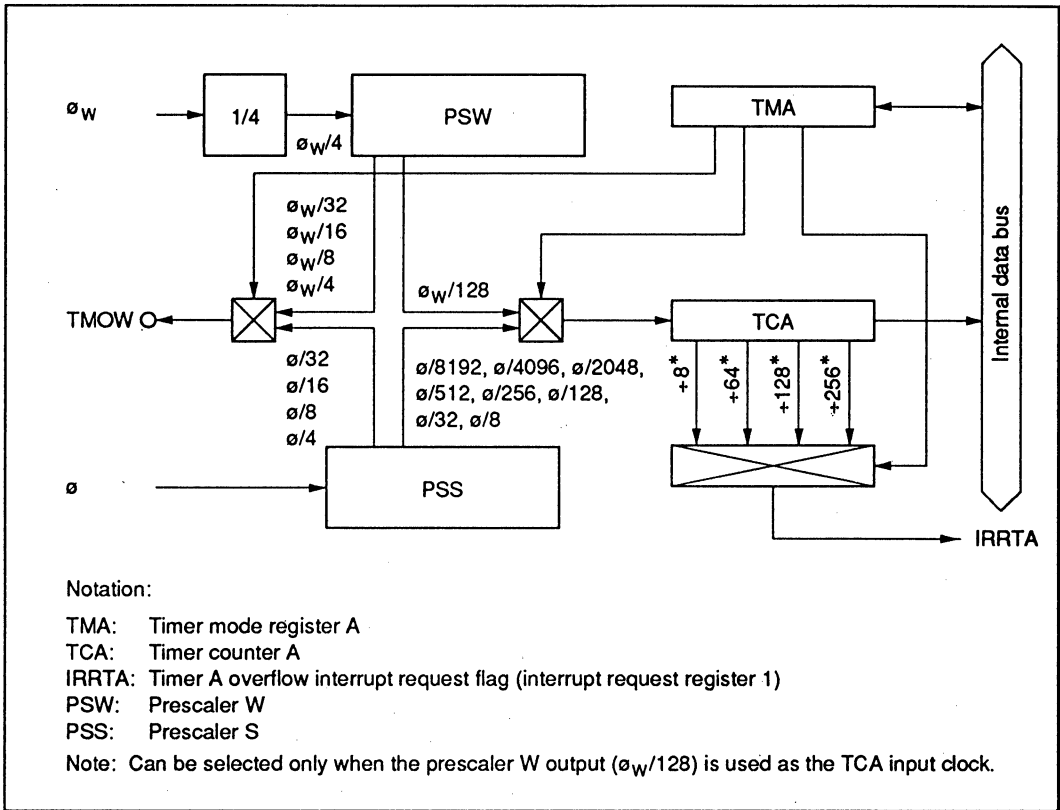 øW
1/4
øW/4
PSW
TMA
øW/32
øW/16
øW/8
øW/4
øW/128
TMOW
TCA
Internal data bus
÷8*
÷64*
÷128*
÷256*
ø/32
ø/16
ø/8
ø/4
ø/8192, ø/4096, ø/2048,
ø/512, ø/256, ø/128,
ø/32, ø/8
ø
PSS
IRRTA
Notation:
TMA: Timer mode register A
TCA: Timer counter A
IRRTA: Timer A overflow interrupt request flag (interrupt request register 1)
PSW: Prescaler W
PSS: Prescaler S
Note: Can be selected only when the prescaler W output (øW/128) is used as the TCA input clock.